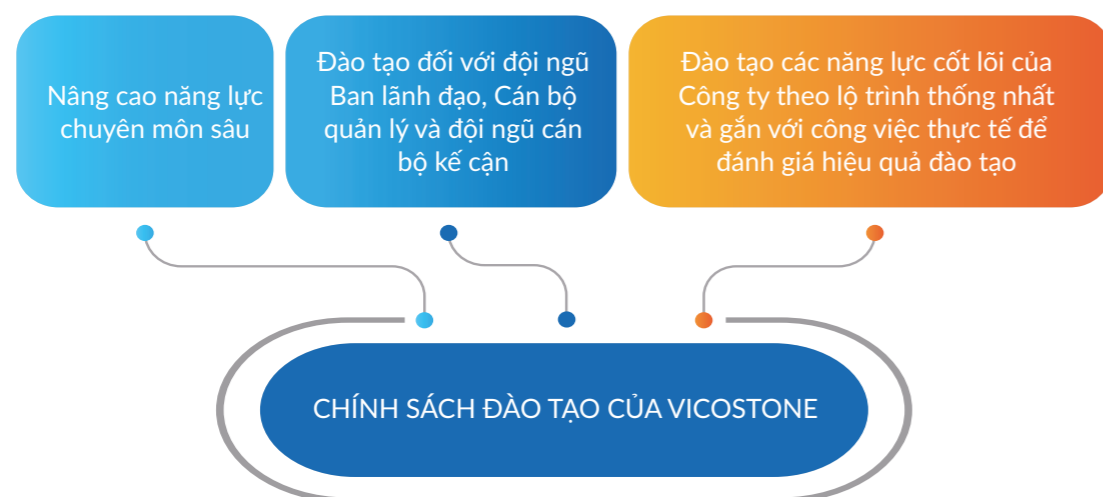 Nâng cao năng lực
chuyên môn sâu
Đào tạo đối với đội ngũ
Ban lãnh đạo, Cán bộ
quản lý và đội ngũ cán
bộ kế cận
Đào tạo các năng lực cốt lõi của
Công ty theo lộ trình thống nhất
và gắn với công việc thực tế để
đánh giá hiệu quả đào tạo
CHÍNH SÁCH ĐÀO TẠO CỦA VICOSTONE